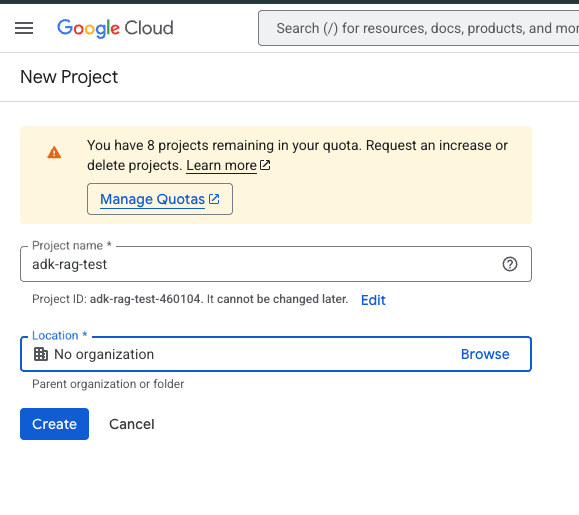 Google Cloud
Search (/) for resources, docs, products, and mor
New Project
You have 8 projects remaining in your quota. Request an increase or
delete projects. Learn more
Manage Quotas
Project name *
adk-rag-test
Project ID: adk-rag-test-460104. It cannot be changed later. Edit
Location *
No organization Browse
Parent organization or folder
Create Cancel